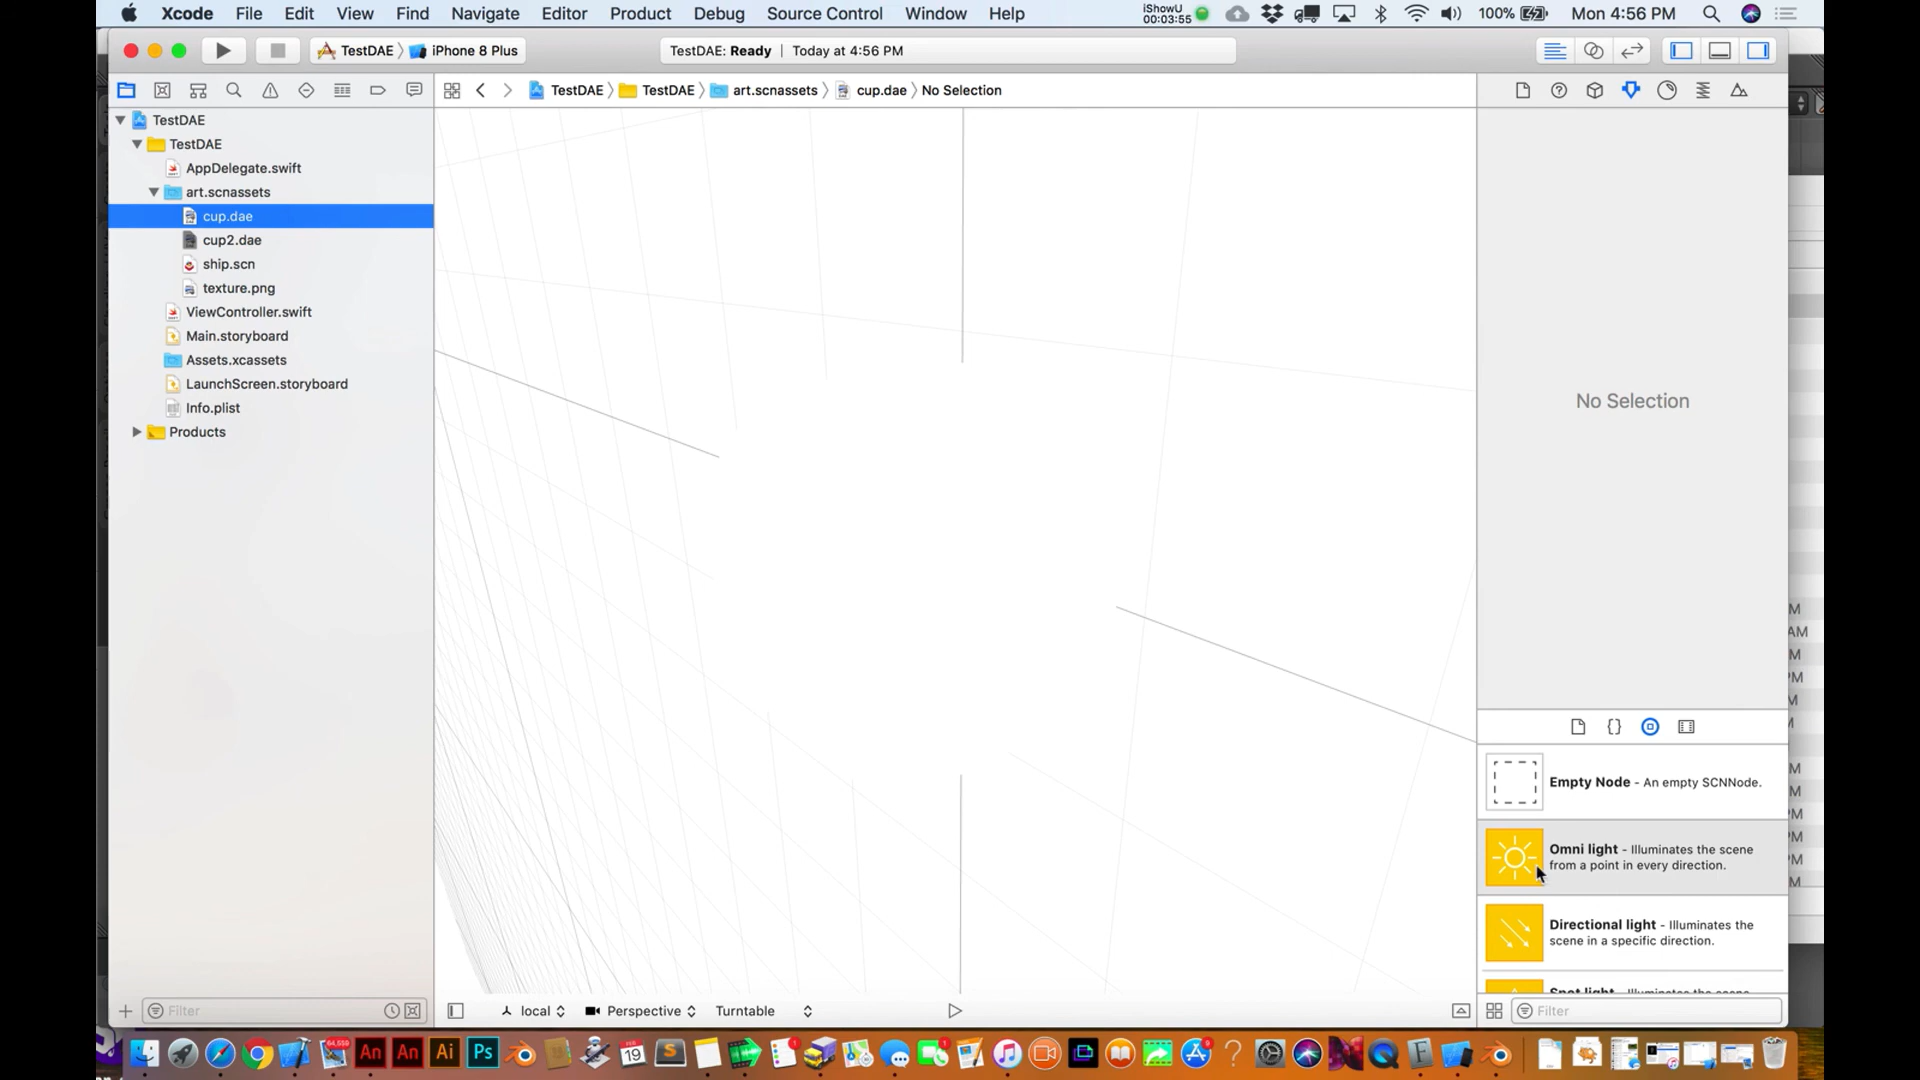 Xcode File Edit View Find Navigate Editor Product Debug Source Control Window Help iShowU 00:03:55 100% Mon 4:56 PM
TestDAE iPhone 8 Plus TestDAE: Ready | Today at 4:56 PM
TestDAE TestDAE art.scnassets cup.dae No Selection
TestDAE
TestDAE
AppDelegate.swift
art.scnassets
cup.dae
cup2.dae
ship.scn
texture.png
ViewController.swift
Main.storyboard
Assets.xcassets
LaunchScreen.storyboard
Info.plist
Products
No Selection
Empty Node - An empty SCNNode.
Omni light - Illuminates the scene
from a point in every direction.
Directional light - Illuminates the
scene in a specific direction.
Spot light - Illuminates the scene
Filter local Perspective Turntable Filter